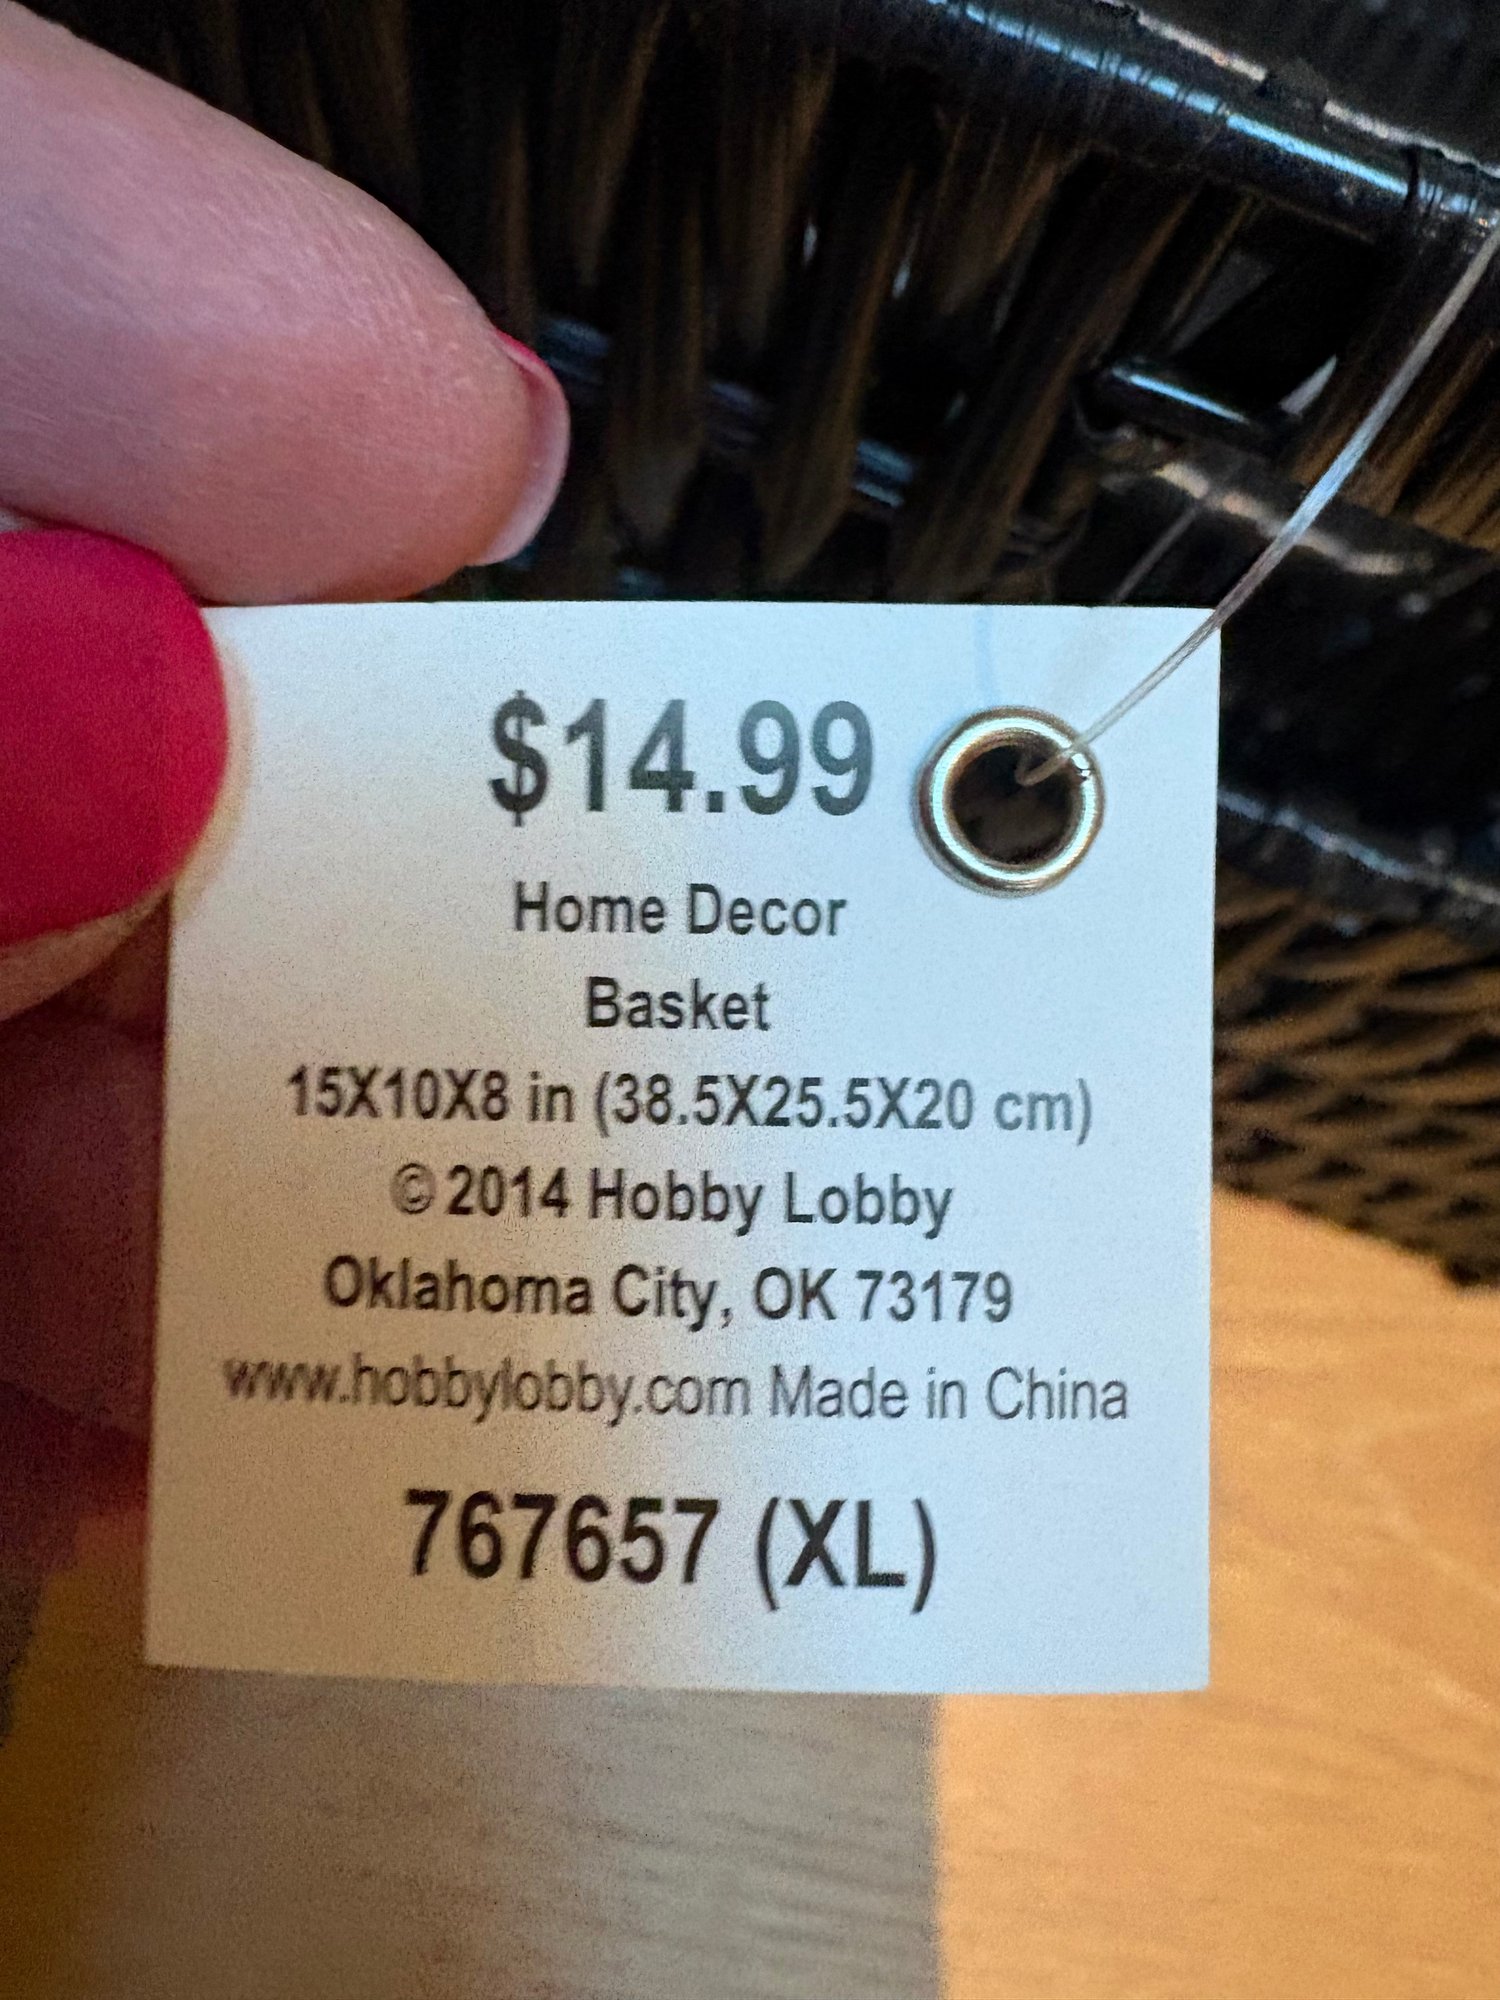 $14.99
Home Decor
Basket
15X10X8 in (38.5X25.5X20 cm)
© 2014 Hobby Lobby
Oklahoma City, OK 73179
www.hobbylobby.com Made in China
767657 (XL)